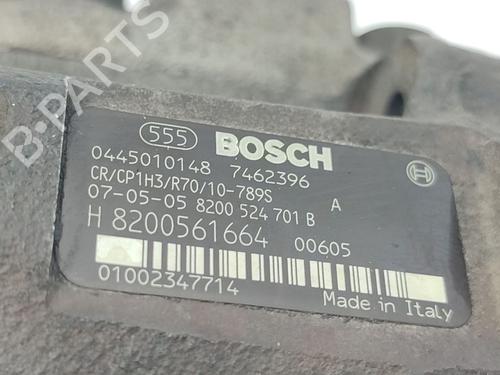 555 BOSCH
0445010148 7462396
CR/CP1H3/R70/10-789S A
07-05-05 8200 524 701 B
H 8200561664 00605
01002347714 Made in Italy
B-PARTS